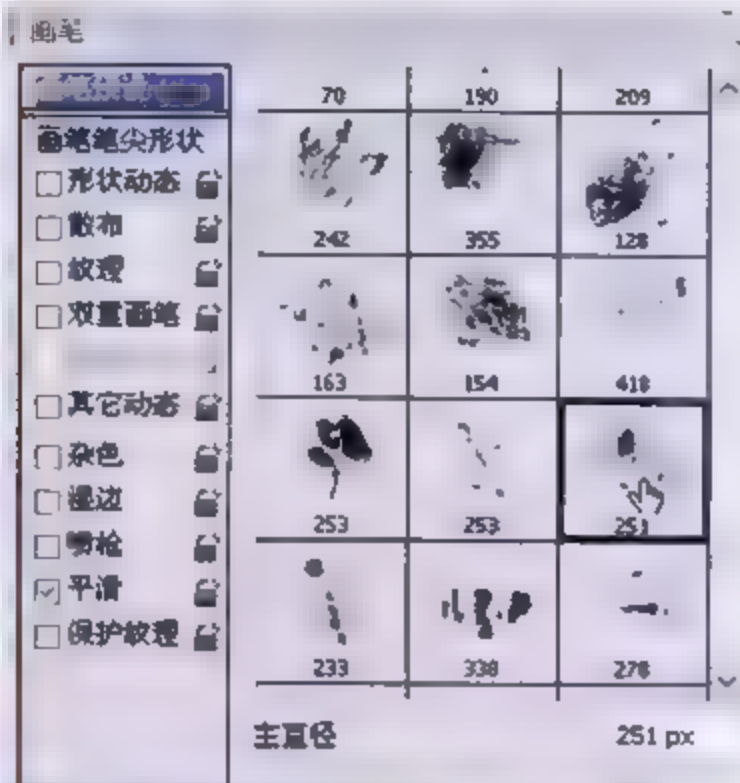 画笔
画笔笔尖形状
形状动态
散布
纹理
双重画笔
其它动态
杂色
湿边
喷枪
平滑
保护纹理
70 190 209
242 355 128
163 154 418
253 253 251
233 338 278
主直径 251 px